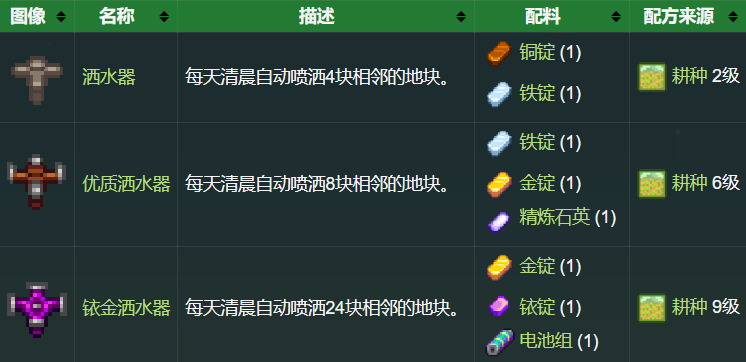 图像 名称 描述 配料 配方来源
洒水器 每天清晨自动喷洒4块相邻的地块。 铜锭 (1) 耕种 2级
铁锭 (1)
优质洒水器 每天清晨自动喷洒8块相邻的地块。 铁锭 (1) 耕种 6级
金锭 (1)
精炼石英 (1)
铱金洒水器 每天清晨自动喷洒24块相邻的地块。 金锭 (1) 耕种 9级
铱锭 (1)
电池组 (1)